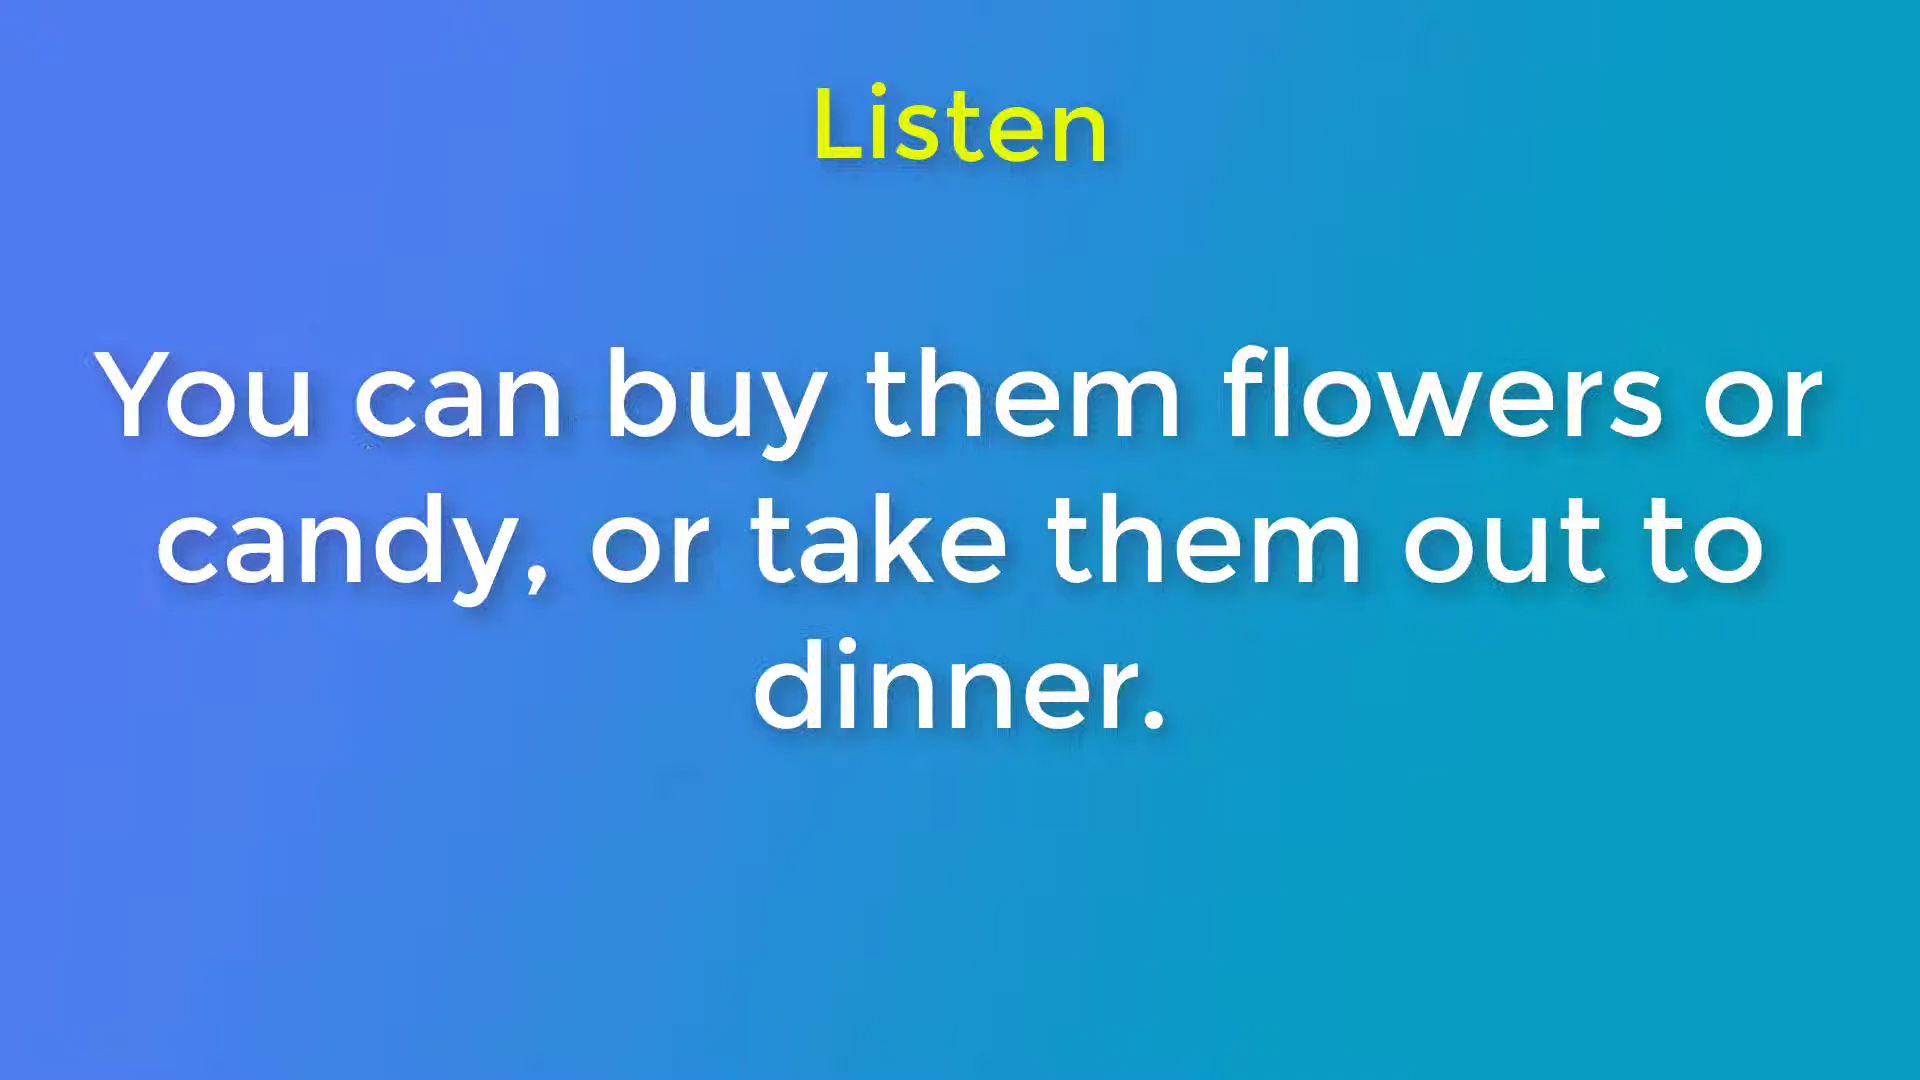 Listen
You can buy them flowers or
candy, or take them out to
dinner.